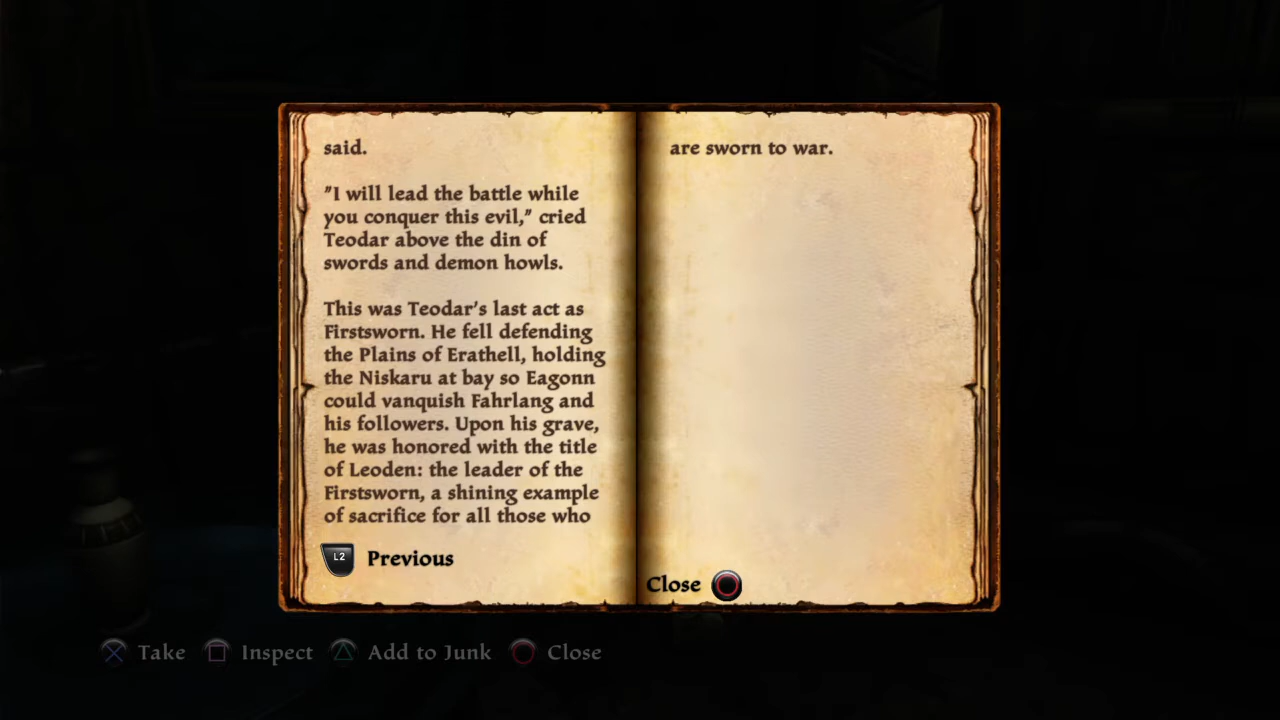 said.
"I will lead the battle while
you conquer this evil," cried
Teodar above the din of
swords and demon howls.
This was Teodar's last act as
Firstsworn. He fell defending
the Plains of Erathell, holding
the Niskaru at bay so Eagonn
could vanquish Fahrlang and
his followers. Upon his grave,
he was honored with the title
of Leoden: the leader of the
Firstsworn, a shining example
of sacrifice for all those who
L2 Previous
are sworn to war.
Close
Take Inspect Add to Junk Close